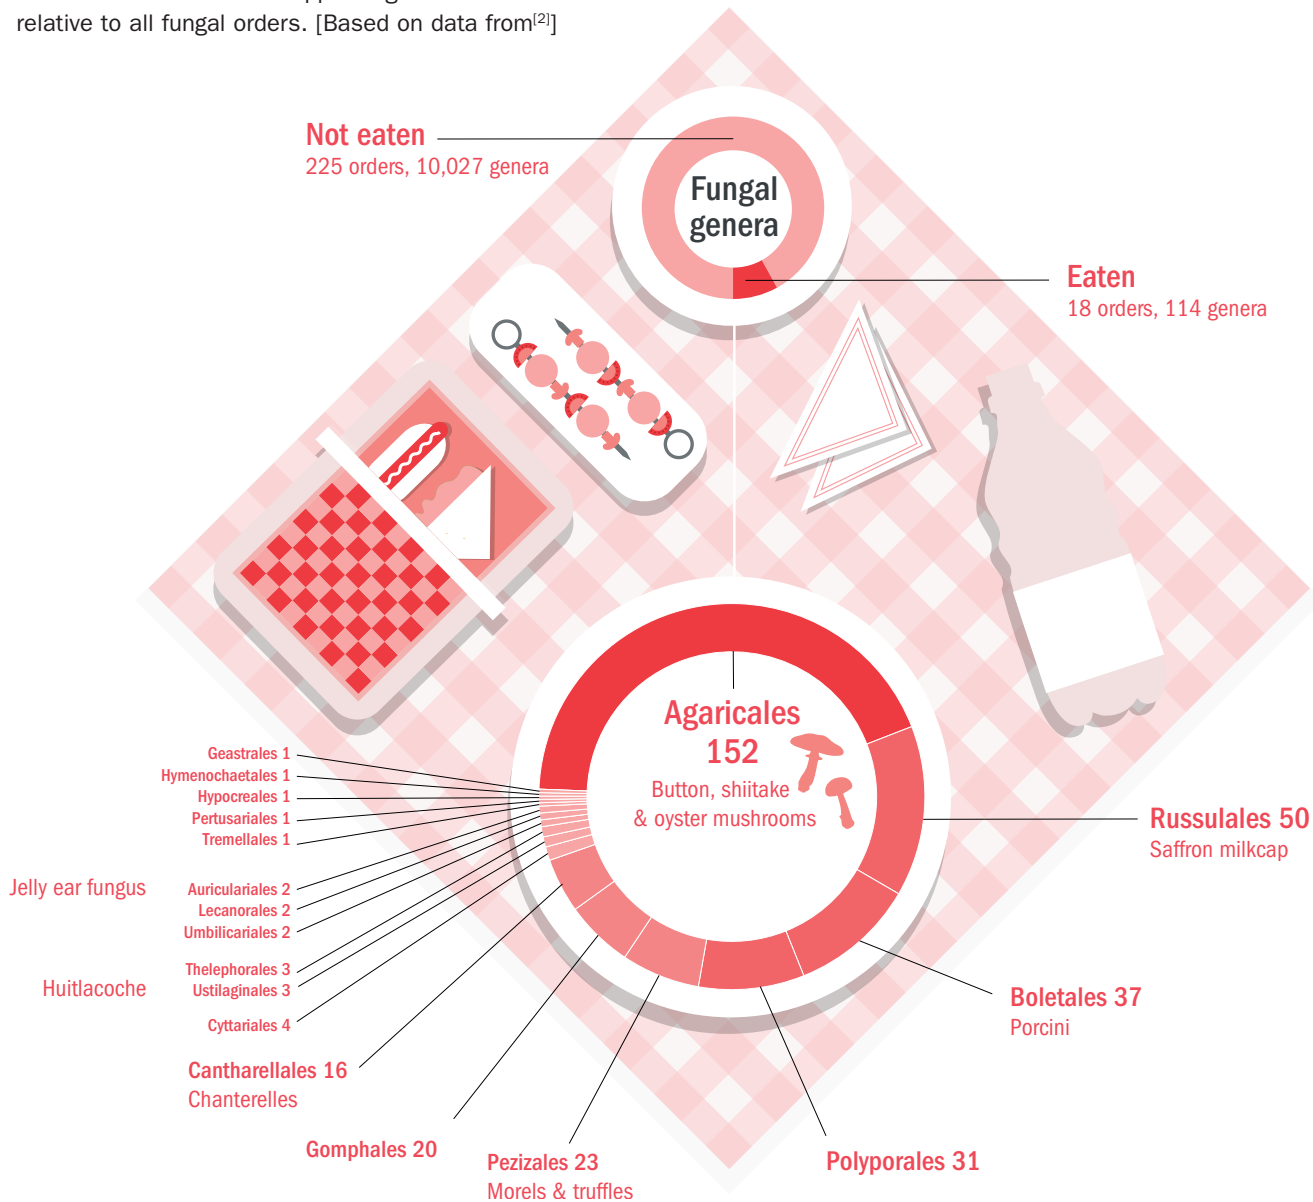 relative to all fungal orders. [Based on data from[2]]
Not eaten
225 orders, 10,027 genera
Fungal
genera
Eaten
18 orders, 114 genera
Agaricales
152
Button, shiitake
& oyster mushrooms
Geastrales 1
Hymenochaetales 1
Hypocreales 1
Pertusariales 1
Tremellales 1
Jelly ear fungus
Auriculariales 2
Lecanorales 2
Umbilicariales 2
Thelephorales 3
Huitlacoche
Ustilaginales 3
Cyttariales 4
Cantharellales 16
Chanterelles
Gomphales 20
Pezizales 23
Morels & truffles
Polyporales 31
Boletales 37
Porcini
Russulales 50
Saffron milkcap